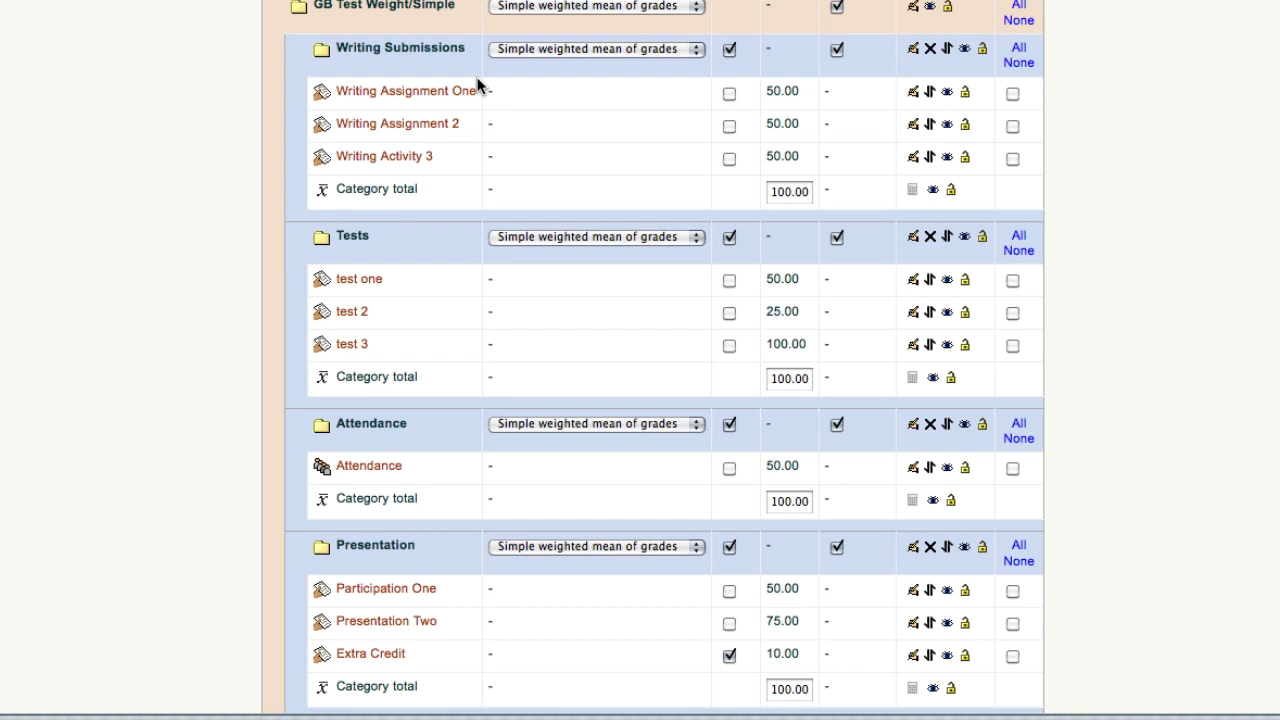 GB Test Weight/Simple Simple weighted mean of grades - All
None
Writing Submissions Simple weighted mean of grades - All
None
Writing Assignment One - 50.00 -
Writing Assignment 2 - 50.00 -
Writing Activity 3 - 50.00 -
x̄ Category total - 100.00 -
Tests Simple weighted mean of grades - All
None
test one - 50.00 -
test 2 - 25.00 -
test 3 - 100.00 -
x̄ Category total - 100.00 -
Attendance Simple weighted mean of grades - All
None
Attendance - 50.00 -
x̄ Category total - 100.00 -
Presentation Simple weighted mean of grades - All
None
Participation One - 50.00 -
Presentation Two - 75.00 -
Extra Credit - 10.00 -
x̄ Category total - 100.00 -